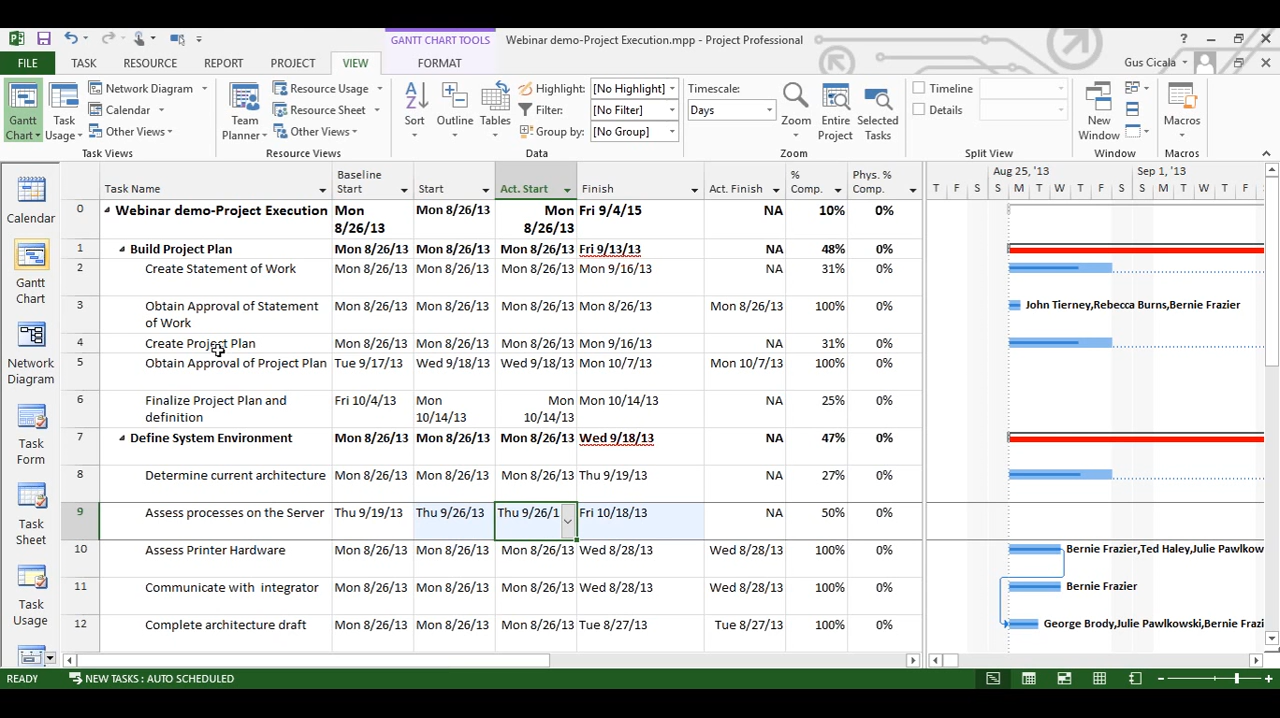 GANTT CHART TOOLS Webinar demo-Project Execution.mpp - Project Professional
FILE TASK RESOURCE REPORT PROJECT VIEW FORMAT Gus Cicala
Gantt Chart
Task Usage
Network Diagram
Calendar
Other Views
Task Views
Team Planner
Resource Usage
Resource Sheet
Other Views
Resource Views
Sort
Outline
Tables
Highlight: [No Highlight]
Filter: [No Filter]
Group by: [No Group]
Data
Timescale:
Days
Zoom
Entire Project
Selected Tasks
Zoom
Timeline
Details
Split View
New Window
Window
Macros
Macros
Calendar
Gantt Chart
Network Diagram
Task Form
Task Sheet
Task Usage
Task Name Baseline Start Start Act. Start Finish Act. Finish % Comp. Phys. % Comp.
Aug 25, '13 Sep 1, '13
T F S S M T W T F S S M T W T F
0 Webinar demo-Project Execution Mon 8/26/13 Mon 8/26/13 Mon 8/26/13 Fri 9/4/15 NA 10% 0%
1 Build Project Plan Mon 8/26/13 Mon 8/26/13 Mon 8/26/13 Fri 9/13/13 NA 48% 0%
2 Create Statement of Work Mon 8/26/13 Mon 8/26/13 Mon 8/26/13 Mon 9/16/13 NA 31% 0%
3 Obtain Approval of Statement of Work Mon 8/26/13 Mon 8/26/13 Mon 8/26/13 Mon 8/26/13 Mon 8/26/13 100% 0% John Tierney,Rebecca Burns,Bernie Frazier
4 Create Project Plan Mon 8/26/13 Mon 8/26/13 Mon 8/26/13 Mon 9/16/13 NA 31% 0%
5 Obtain Approval of Project Plan Tue 9/17/13 Wed 9/18/13 Wed 9/18/13 Mon 10/7/13 Mon 10/7/13 100% 0%
6 Finalize Project Plan and definition Fri 10/4/13 Mon 10/14/13 Mon 10/14/13 Mon 10/14/13 NA 25% 0%
7 Define System Environment Mon 8/26/13 Mon 8/26/13 Mon 8/26/13 Wed 9/18/13 NA 47% 0%
8 Determine current architecture Mon 8/26/13 Mon 8/26/13 Mon 8/26/13 Thu 9/19/13 NA 27% 0%
9 Assess processes on the Server Thu 9/19/13 Thu 9/26/13 Thu 9/26/1 Fri 10/18/13 NA 50% 0%
10 Assess Printer Hardware Mon 8/26/13 Mon 8/26/13 Mon 8/26/13 Wed 8/28/13 Wed 8/28/13 100% 0% Bernie Frazier,Ted Haley,Julie Pawlkow
11 Communicate with integrator Mon 8/26/13 Mon 8/26/13 Mon 8/26/13 Wed 8/28/13 Wed 8/28/13 100% 0% Bernie Frazier
12 Complete architecture draft Mon 8/26/13 Mon 8/26/13 Mon 8/26/13 Tue 8/27/13 Tue 8/27/13 100% 0% George Brody,Julie Pawlkowski,Bernie Frazi
READY NEW TASKS : AUTO SCHEDULED